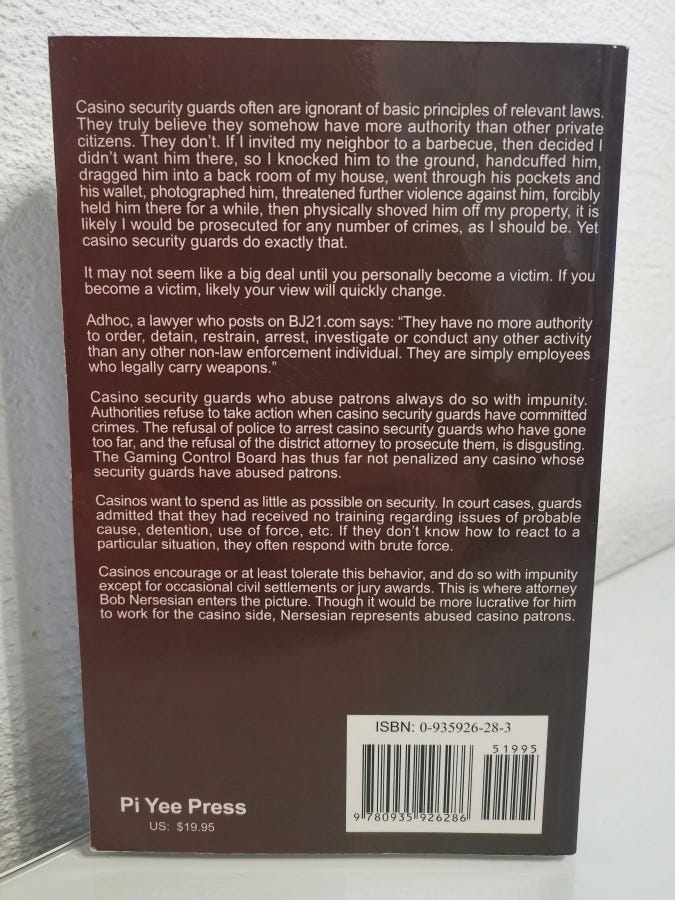 Casino security guards often are ignorant of basic principles of relevant laws.
They truly believe they somehow have more authority than other private
citizens. They don't. If I invited my neighbor to a barbecue, then decided I
didn't want him there, so I knocked him to the ground, handcuffed him,
dragged him into a back room of my house, went through his pockets and
his wallet, photographed him, threatened further violence against him, forcibly
held him there for a while, then physically shoved him off my property, it is
likely I would be prosecuted for any number of crimes, as I should be. Yet
casino security guards do exactly that.
It may not seem like a big deal until you personally become a victim. If you
become a victim, likely your view will quickly change.
Adhoc, a lawyer who posts on BJ21.com says: “They have no more authority
to order, detain, restrain, arrest, investigate or conduct any other activity
than any other non-law enforcement individual. They are simply employees
who legally carry weapons.”
Casino security guards who abuse patrons always do so with impunity.
Authorities refuse to take action when casino security guards have committed
crimes. The refusal of police to arrest casino security guards who have gone
too far, and the refusal of the district attorney to prosecute them, is disgusting.
The Gaming Control Board has thus far not penalized any casino whose
security guards have abused patrons.
Casinos want to spend as little as possible on security. In court cases, guards
admitted that they had received no training regarding issues of probable
cause, detention, use of force, etc. If they don't know how to react to a
particular situation, they often respond with brute force.
Casinos encourage or at least tolerate this behavior, and do so with impunity
except for occasional civil settlements or jury awards. This is where attorney
Bob Nersesian enters the picture. Though it would be more lucrative for him
to work for the casino side, Nersesian represents abused casino patrons.
ISBN: 0-935926-28-3
51995
9 780935 926286
Pi Yee Press
US: $19.95